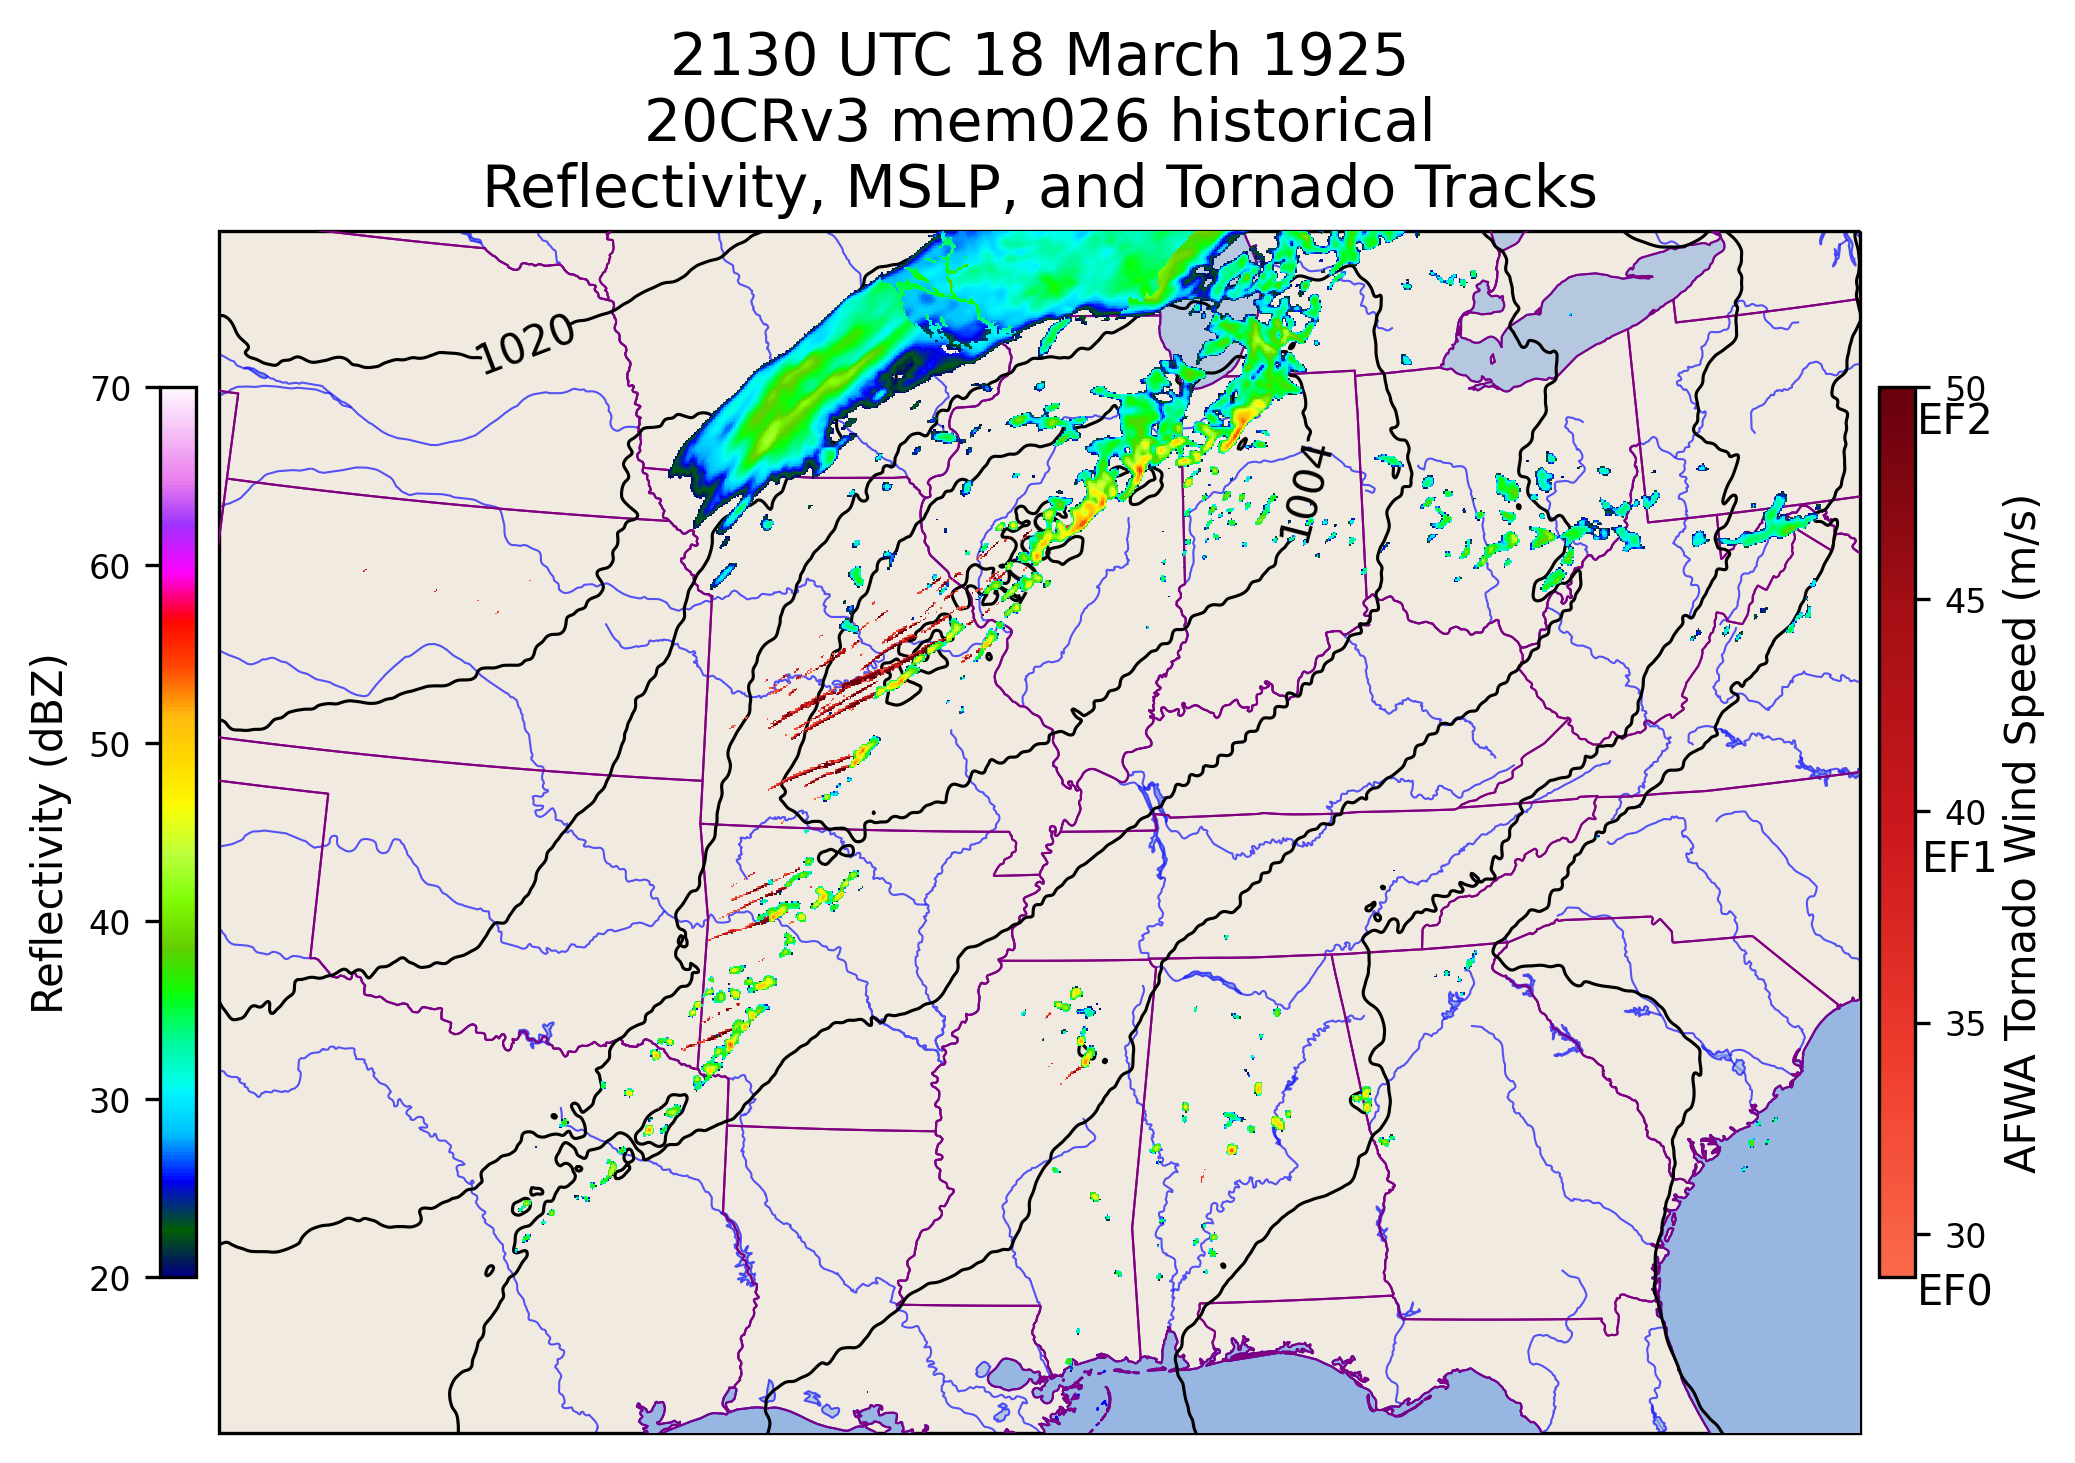 2130 UTC 18 March 1925
20CRv3 mem026 historical
Reflectivity, MSLP, and Tornado Tracks
1020
1004
70
60
50
40
30
20
Reflectivity (dBZ)
50
EF2
45
40
EF1
35
30
EF0
AFWA Tornado Wind Speed (m/s)